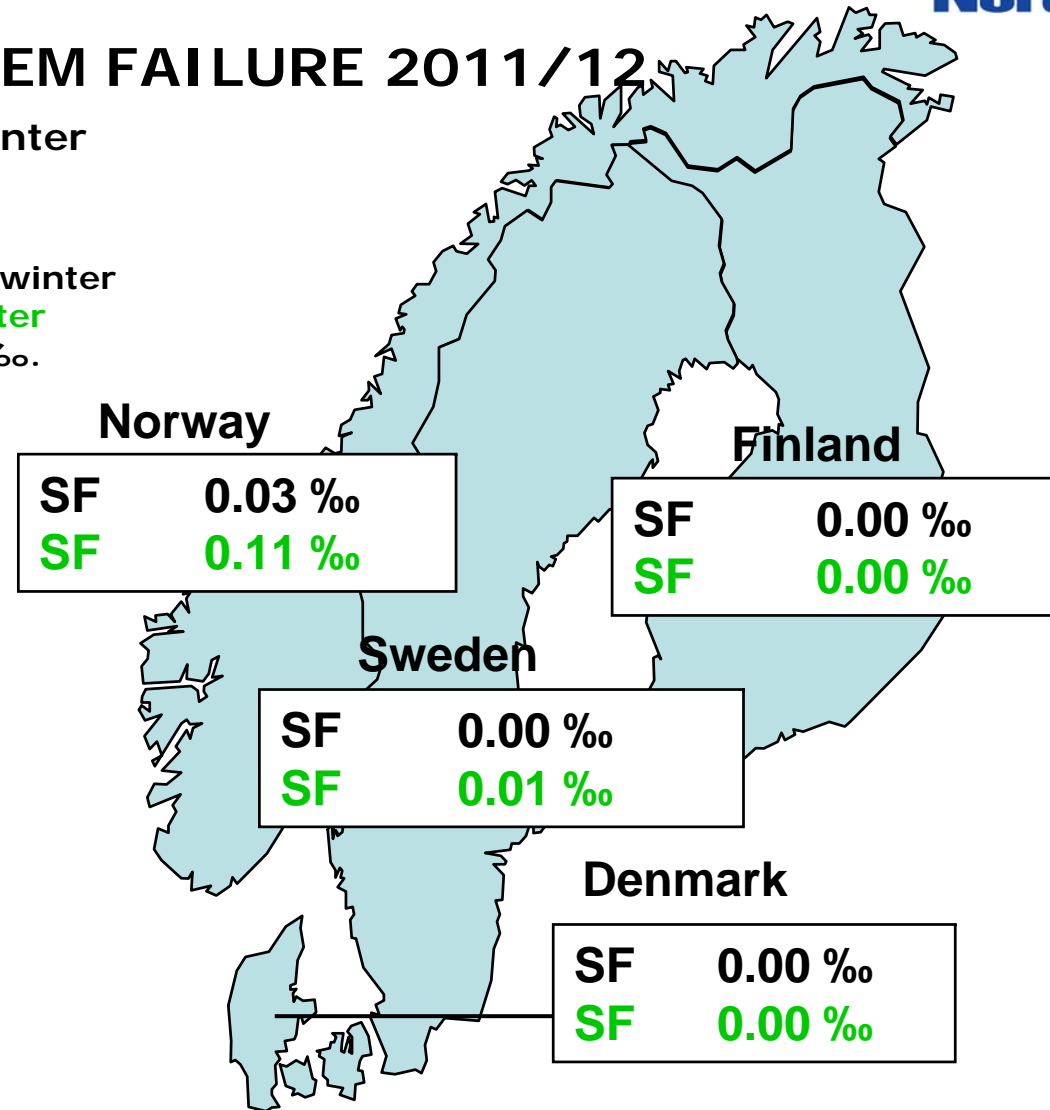 Nor
EM FAILURE 2011/12
nter
winter
ter
‰.
Norway
SF 0.03 ‰
SF 0.11 ‰
Finland
SF 0.00 ‰
SF 0.00 ‰
Sweden
SF 0.00 ‰
SF 0.01 ‰
Denmark
SF 0.00 ‰
SF 0.00 ‰